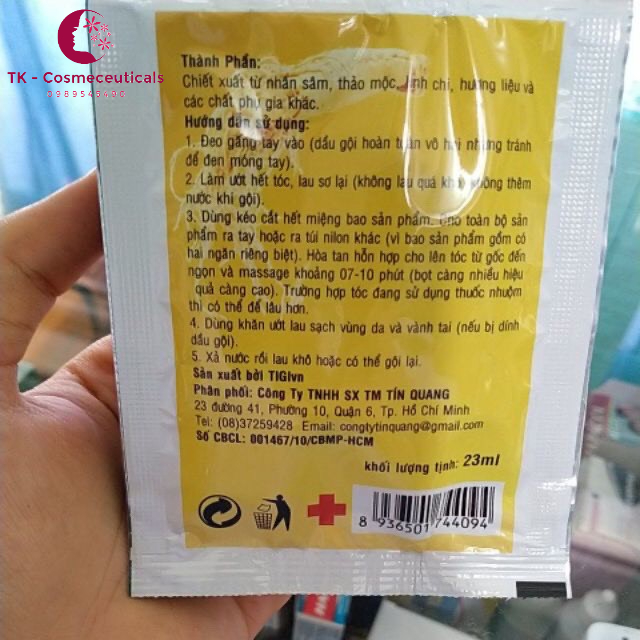 TK - Cosmeceuticals
0989545490
Thành Phần:
Chiết xuất từ nhân sâm, thảo mộc, linh chi, hương liệu và
các chất phụ gia khác.
Hướng dẫn sử dụng:
1. Đeo găng tay vào (dầu gội hoàn toàn vô hại nhưng tránh
để đen móng tay).
2. Làm ướt hết tóc, lau sơ lại (không lau quá khô, không thêm
nước khi gội).
3. Dùng kéo cắt hết miệng bao sản phẩm. Cho toàn bộ sản
phẩm ra tay hoặc ra túi nilon khác (vì bao sản phẩm gồm có
hai ngăn riêng biệt). Hòa tan hỗn hợp cho lên tóc từ gốc đến
ngọn và massage khoảng 07-10 phút (bọt càng nhiều hiệu
quả càng cao). Trường hợp tóc đang sử dụng thuốc nhuộm
thì có thể để lâu hơn.
4. Dùng khăn ướt lau sạch vùng da và vành tai (nếu bị dính
dầu gội).
5. Xả nước rồi lau khô hoặc có thể gội lại.
Sản xuất bởi TIGIvn
Phân phối: Công Ty TNHH SX TM TÍN QUANG
23 đường 41, Phường 10, Quận 6, Tp. Hồ Chí Minh
Tel: (08)37259428 Email: congtytinquang@gmail.com
Số CBCL: 001467/10/CBMP-HCM
khối lượng tịnh: 23ml
8 936501 744094